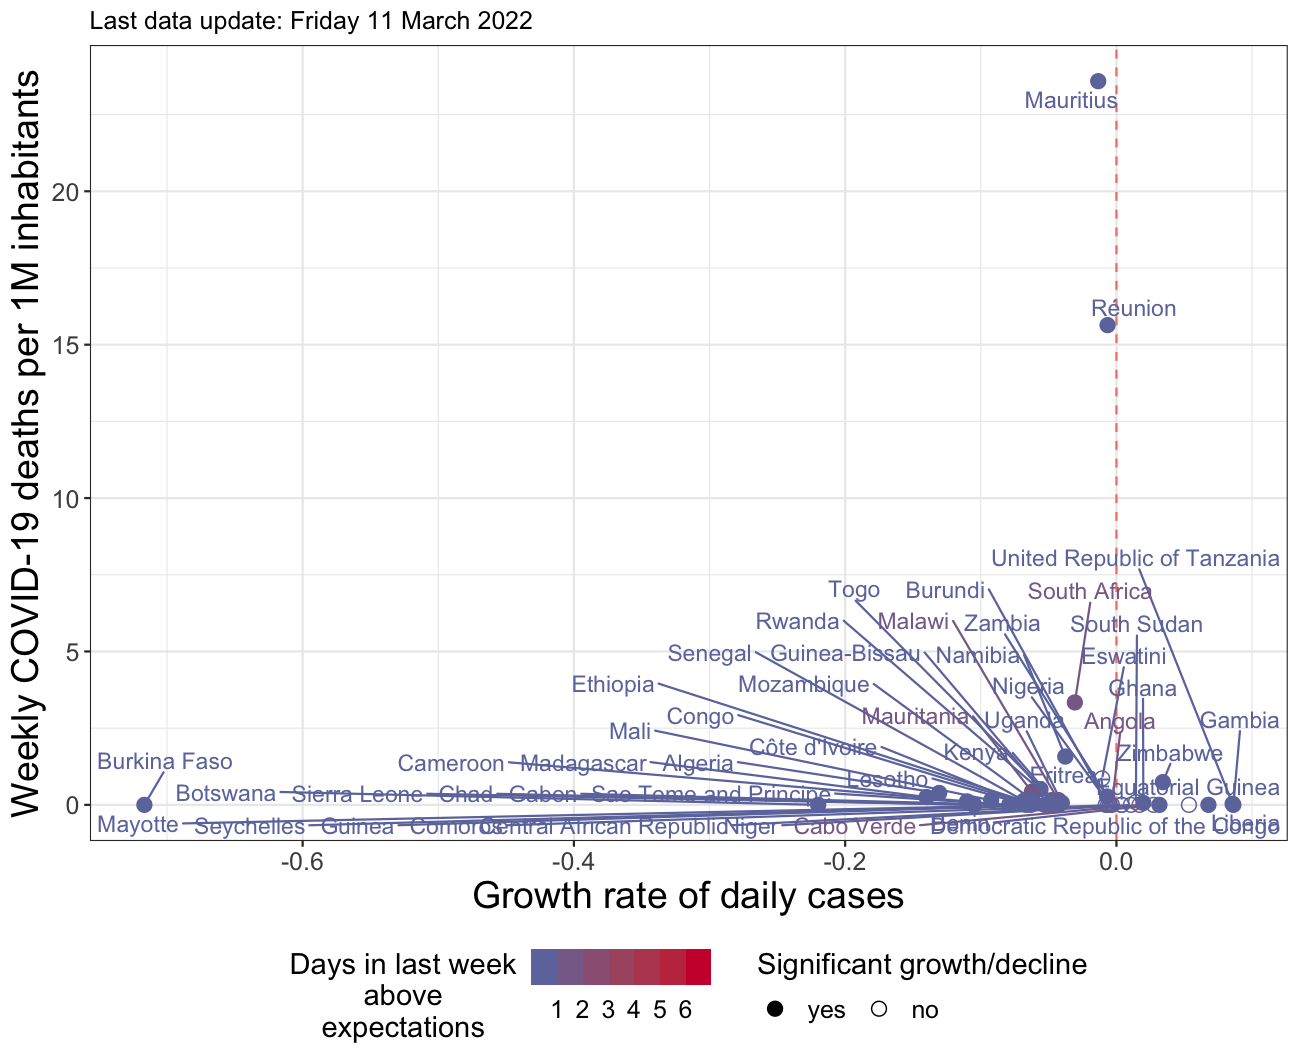 Last data update: Friday 11 March 2022
Weekly COVID-19 deaths per 1M inhabitants
20
15
10
5
0
Mauritius
Réunion
United Republic of Tanzania
Togo
Burundi
South Africa
Rwanda
Malawi
Zambia
South Sudan
Senegal
Guinea-Bissau
Namibia
Eswatini
Ethiopia
Mozambique
Nigeria
Ghana
Congo
Mauritania
Uganda
Angola
Gambia
Mali
Côte d'Ivoire
Kenya
Zimbabwe
Burkina Faso
Cameroon
Madagascar
Algeria
Lesotho
Eritrea
Equatorial Guinea
Botswana
Sierra Leone
Chad
Gabon
Sao Tome and Principe
Mayotte
Seychelles
Guinea
Comoros
Central African Republic
Niger
Cabo Verde
Benin
Democratic Republic of the Congo
Liberia
-0.6
-0.4
-0.2
0.0
Growth rate of daily cases
Days in last week
above
expectations
1 2 3 4 5 6
Significant growth/decline
yes
no